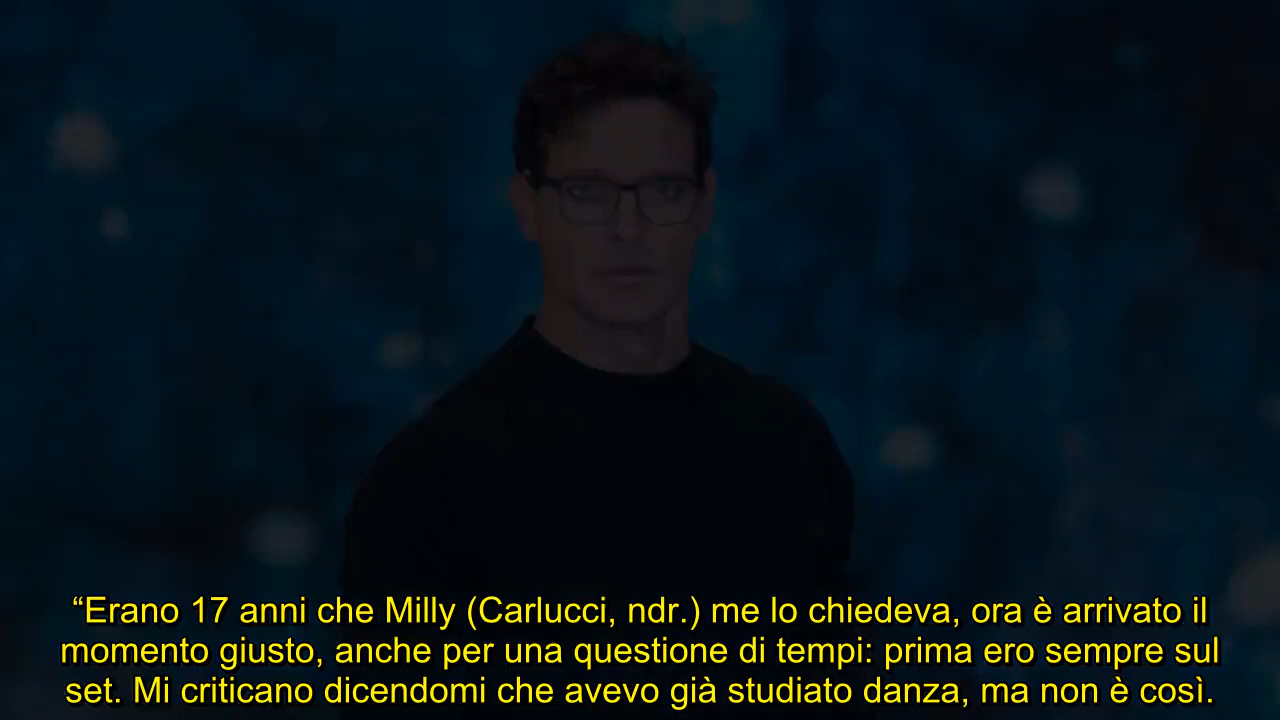 “Erano 17 anni che Milly (Carlucci, ndr.) me lo chiedeva, ora è arrivato il
momento giusto, anche per una questione di tempi: prima ero sempre sul
set. Mi criticano dicendomi che avevo già studiato danza, ma non è così.